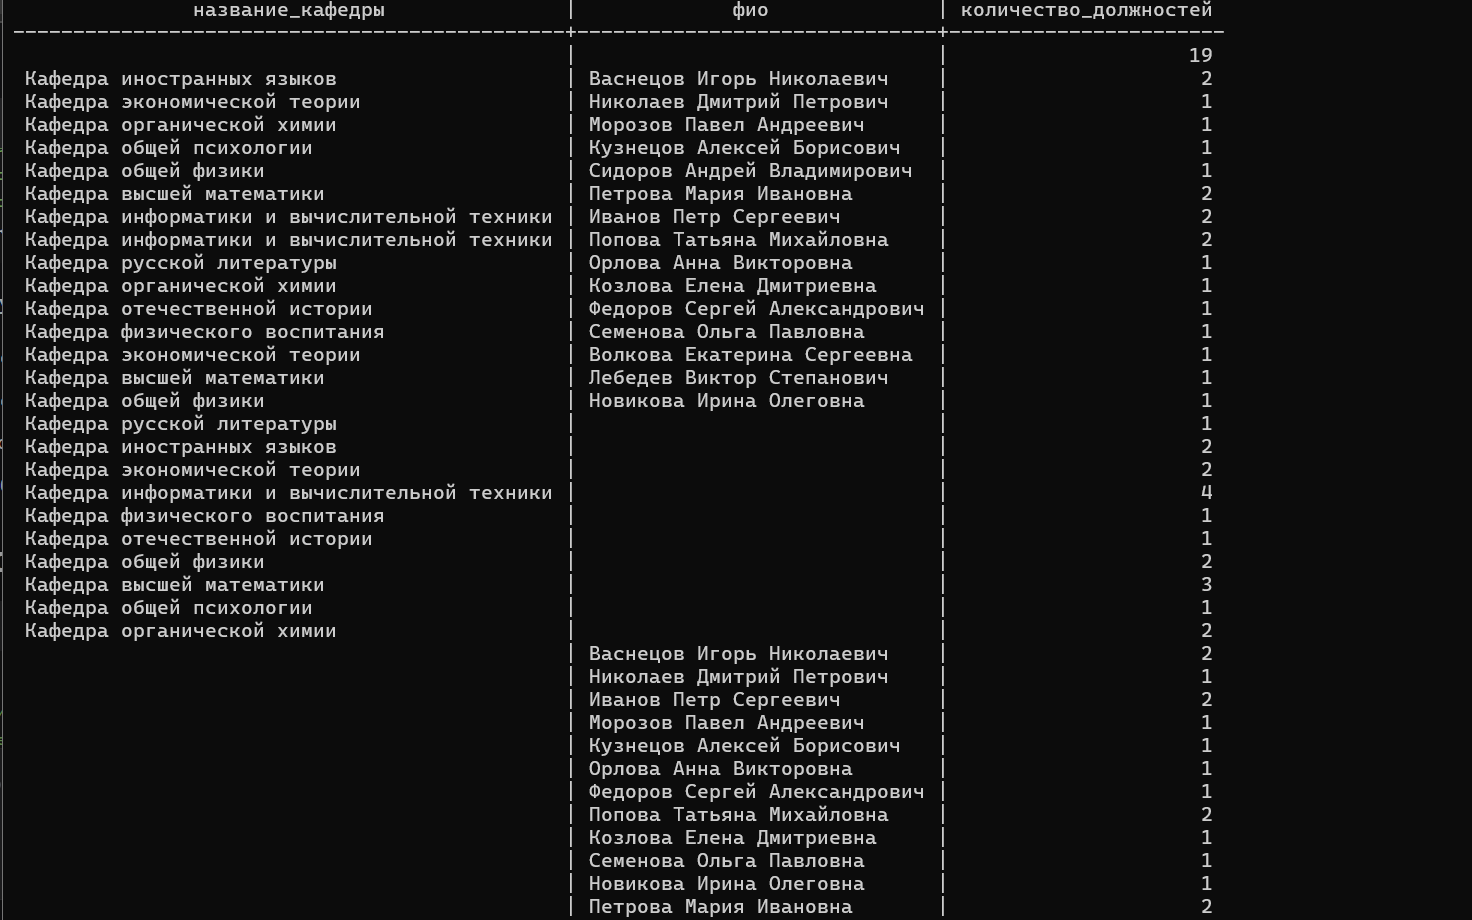 название_кафедры | фио | количество_должностей
----------------------------------------------+------------------------------+-----------------------
| | 19
Кафедра иностранных языков | Васнецов Игорь Николаевич | 2
Кафедра экономической теории | Николаев Дмитрий Петрович | 1
Кафедра органической химии | Морозов Павел Андреевич | 1
Кафедра общей психологии | Кузнецов Алексей Борисович | 1
Кафедра общей физики | Сидоров Андрей Владимирович | 1
Кафедра высшей математики | Петрова Мария Ивановна | 2
Кафедра информатики и вычислительной техники | Иванов Петр Сергеевич | 2
Кафедра информатики и вычислительной техники | Попова Татьяна Михайловна | 2
Кафедра русской литературы | Орлова Анна Викторовна | 1
Кафедра органической химии | Козлова Елена Дмитриевна | 1
Кафедра отечественной истории | Федоров Сергей Александрович | 1
Кафедра физического воспитания | Семенова Ольга Павловна | 1
Кафедра экономической теории | Волкова Екатерина Сергеевна | 1
Кафедра высшей математики | Лебедев Виктор Степанович | 1
Кафедра общей физики | Новикова Ирина Олеговна | 1
Кафедра русской литературы | | 1
Кафедра иностранных языков | | 2
Кафедра экономической теории | | 2
Кафедра информатики и вычислительной техники | | 4
Кафедра физического воспитания | | 1
Кафедра отечественной истории | | 1
Кафедра общей физики | | 2
Кафедра высшей математики | | 3
Кафедра общей психологии | | 1
Кафедра органической химии | | 2
| Васнецов Игорь Николаевич | 2
| Николаев Дмитрий Петрович | 1
| Иванов Петр Сергеевич | 2
| Морозов Павел Андреевич | 1
| Кузнецов Алексей Борисович | 1
| Орлова Анна Викторовна | 1
| Федоров Сергей Александрович | 1
| Попова Татьяна Михайловна | 2
| Козлова Елена Дмитриевна | 1
| Семенова Ольга Павловна | 1
| Новикова Ирина Олеговна | 1
| Петрова Мария Ивановна | 2